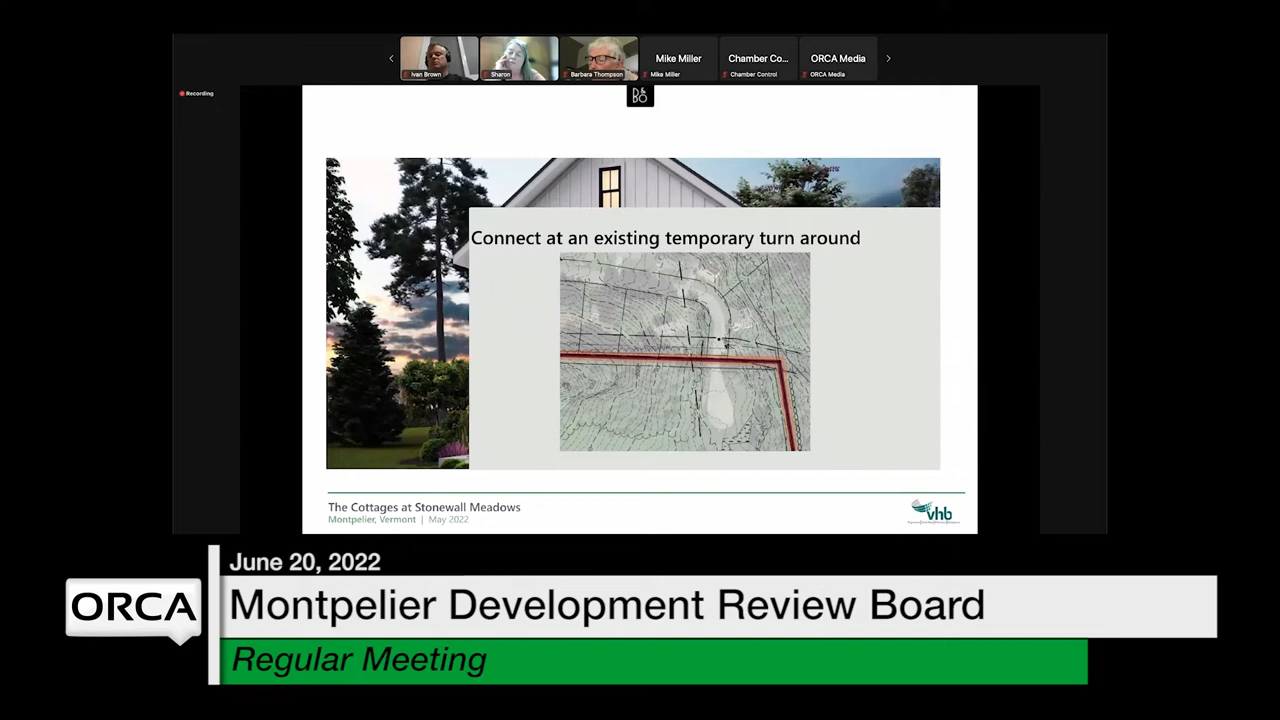 Mike Miller
Chamber Co...
ORCA Media
Ivan Brown
Sharon
Barbara Thompson
Mike Miller
Chamber Control
ORCA Media
Recording
D&
BO
Connect at an existing temporary turn around
The Cottages at Stonewall Meadows
Montpelier, Vermont | May 2022
vhb
June 20, 2022
ORCA
Montpelier Development Review Board
Regular Meeting